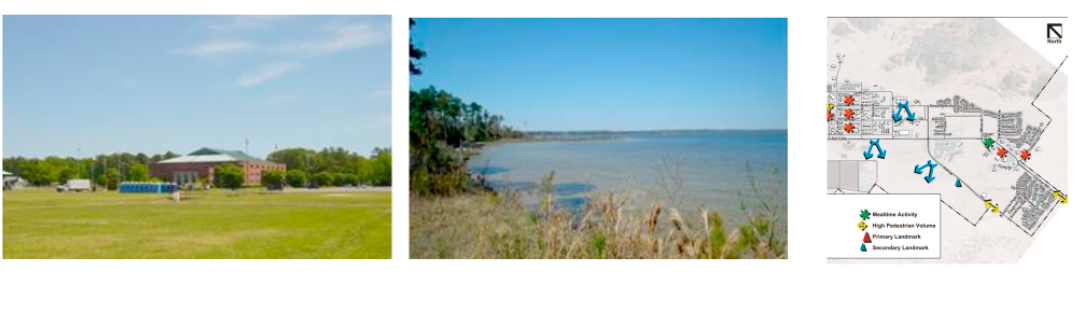 North
Mealtime Activity
High Pedestrian Volume
Primary Landmark
Secondary Landmark